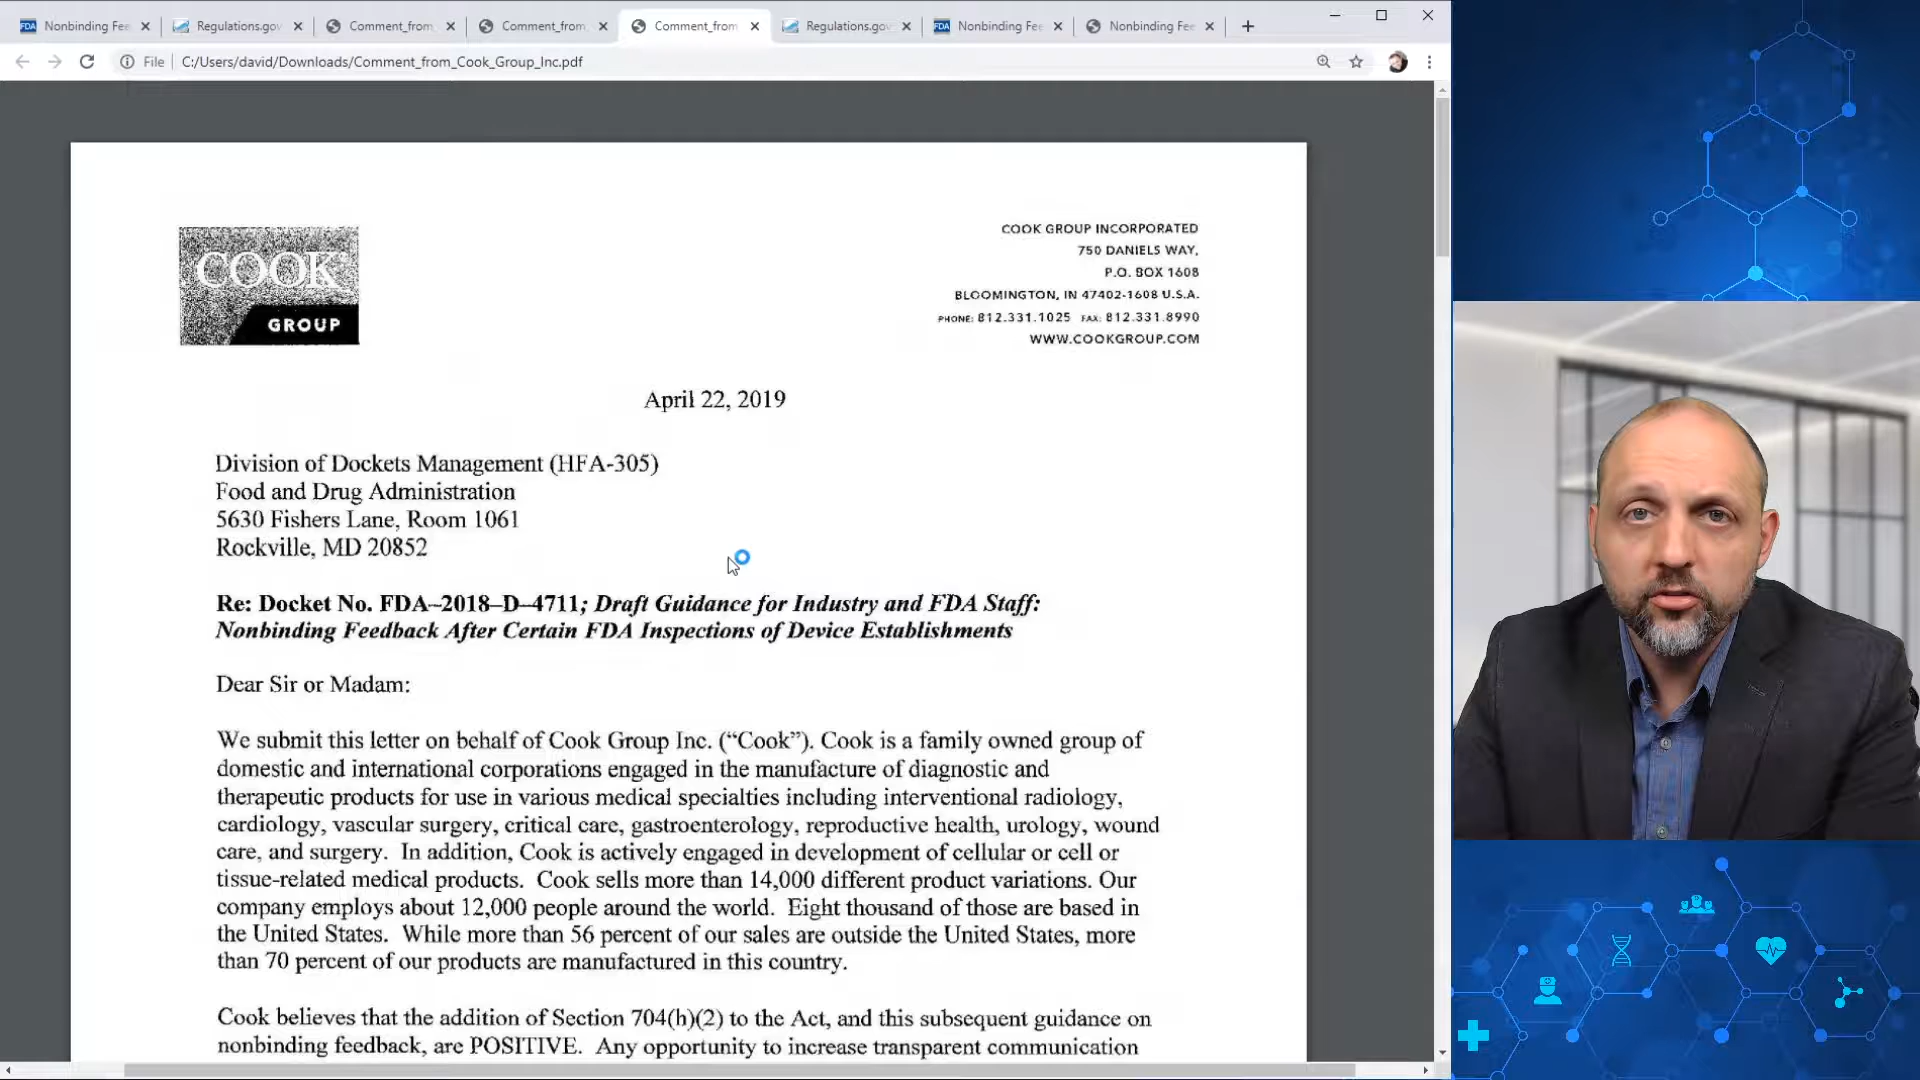 FDA Nonbinding Fe
Regulations.gov
Comment_from_
Comment_from_
Comment_from_
Regulations.gov
FDA Nonbinding Fe
Nonbinding Fe
File C:/Users/david/Downloads/Comment_from_Cook_Group_Inc.pdf
COOK
GROUP
COOK GROUP INCORPORATED
750 DANIELS WAY,
P.O. BOX 1608
BLOOMINGTON, IN 47402-1608 U.S.A.
PHONE: 812.331.1025 FAX: 812.331.8990
WWW.COOKGROUP.COM
April 22, 2019
Division of Dockets Management (HFA-305)
Food and Drug Administration
5630 Fishers Lane, Room 1061
Rockville, MD 20852
Re: Docket No. FDA–2018–D–4711; Draft Guidance for Industry and FDA Staff:
Nonbinding Feedback After Certain FDA Inspections of Device Establishments
Dear Sir or Madam:
We submit this letter on behalf of Cook Group Inc. (“Cook”). Cook is a family owned group of
domestic and international corporations engaged in the manufacture of diagnostic and
therapeutic products for use in various medical specialties including interventional radiology,
cardiology, vascular surgery, critical care, gastroenterology, reproductive health, urology, wound
care, and surgery. In addition, Cook is actively engaged in development of cellular or cell or
tissue-related medical products. Cook sells more than 14,000 different product variations. Our
company employs about 12,000 people around the world. Eight thousand of those are based in
the United States. While more than 56 percent of our sales are outside the United States, more
than 70 percent of our products are manufactured in this country.
Cook believes that the addition of Section 704(h)(2) to the Act, and this subsequent guidance on
nonbinding feedback, are POSITIVE. Any opportunity to increase transparent communication